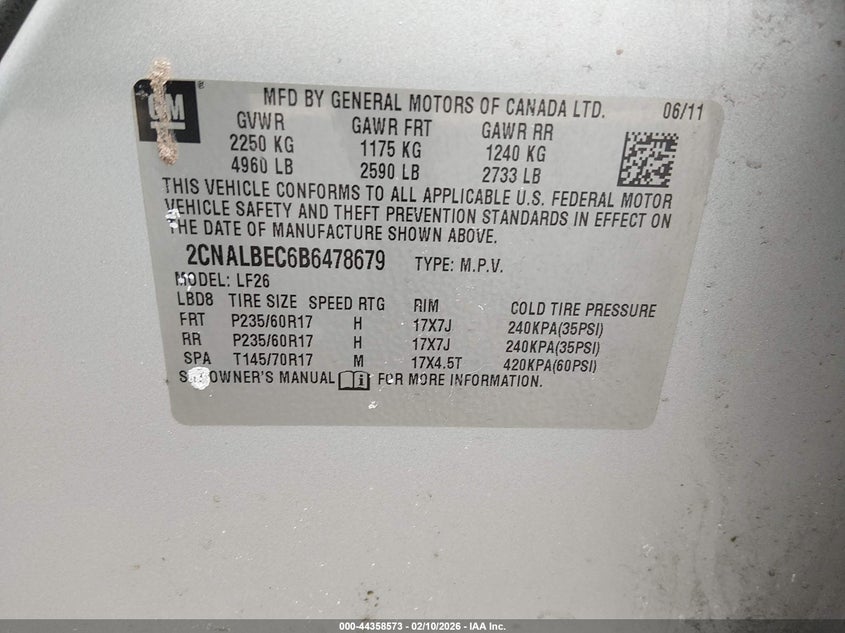 GM ® MFD BY GENERAL MOTORS OF CANADA LTD. 06/11
GVWR GAWR FRT GAWR RR
2250 KG 1175 KG 1240 KG
4960 LB 2590 LB 2733 LB
THIS VEHICLE CONFORMS TO ALL APPLICABLE U.S. FEDERAL MOTOR
VEHICLE SAFETY AND THEFT PREVENTION STANDARDS IN EFFECT ON
THE DATE OF MANUFACTURE SHOWN ABOVE.
2CNALBEC6B6478679 TYPE: M.P.V.
MODEL: LF26
LBD8 TIRE SIZE SPEED RTG RIM COLD TIRE PRESSURE
FRT P235/60R17 H 17X7J 240KPA(35PSI)
RR P235/60R17 H 17X7J 240KPA(35PSI)
SPA T145/70R17 M 17X4.5T 420KPA(60PSI)
OWNER'S MANUAL FOR MORE INFORMATION.
000-44358573 — 02/10/2026 — IAA Inc.